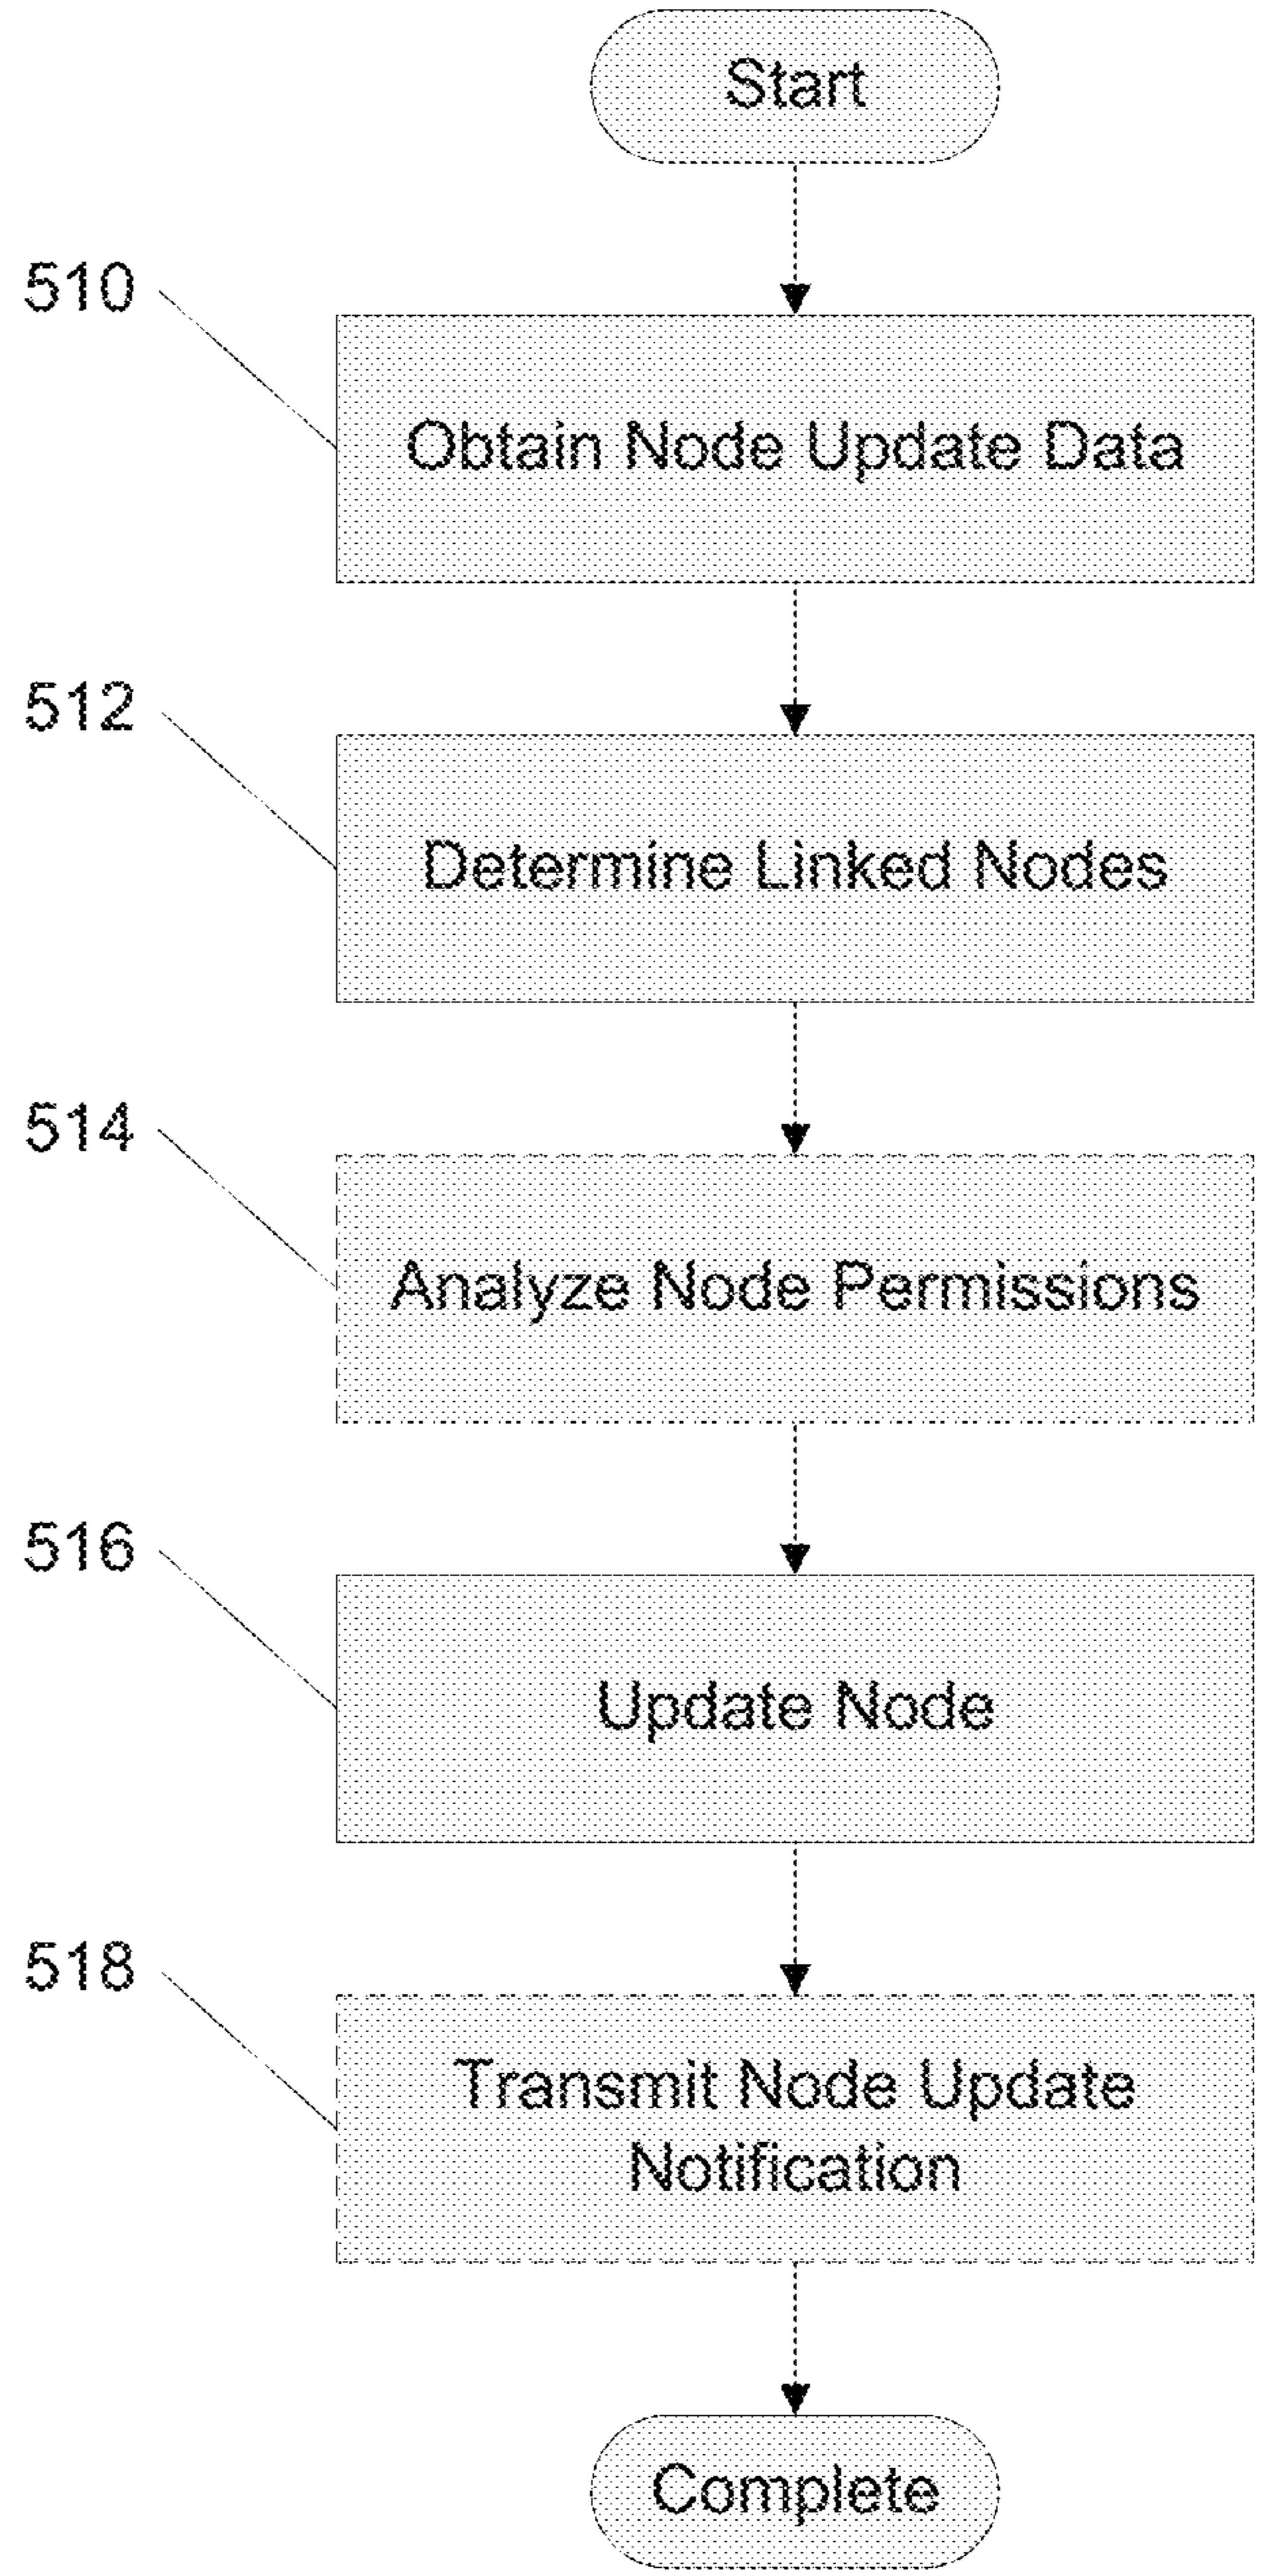 Start
510
Obtain Node Update Data
512
Determine Linked Nodes
514
Analyze Node Permissions
516
Update Node
518
Transmit Node Update
Notification
Complete